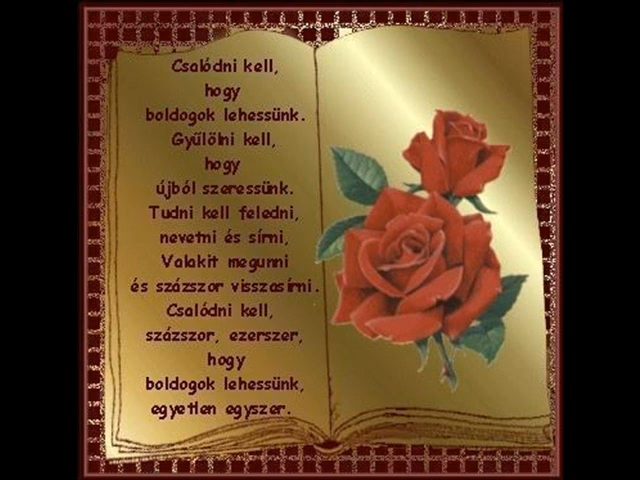 Csalódni kell,
hogy
boldogok lehessünk.
Gyűlölni kell,
hogy
újból szeressünk.
Tudni kell feledni,
nevetni és sírni,
Valakit megunni
és százszor visszasírni.
Csalódni kell,
százszor, ezerszer,
hogy
boldogok lehessünk,
egyetlen egyszer.